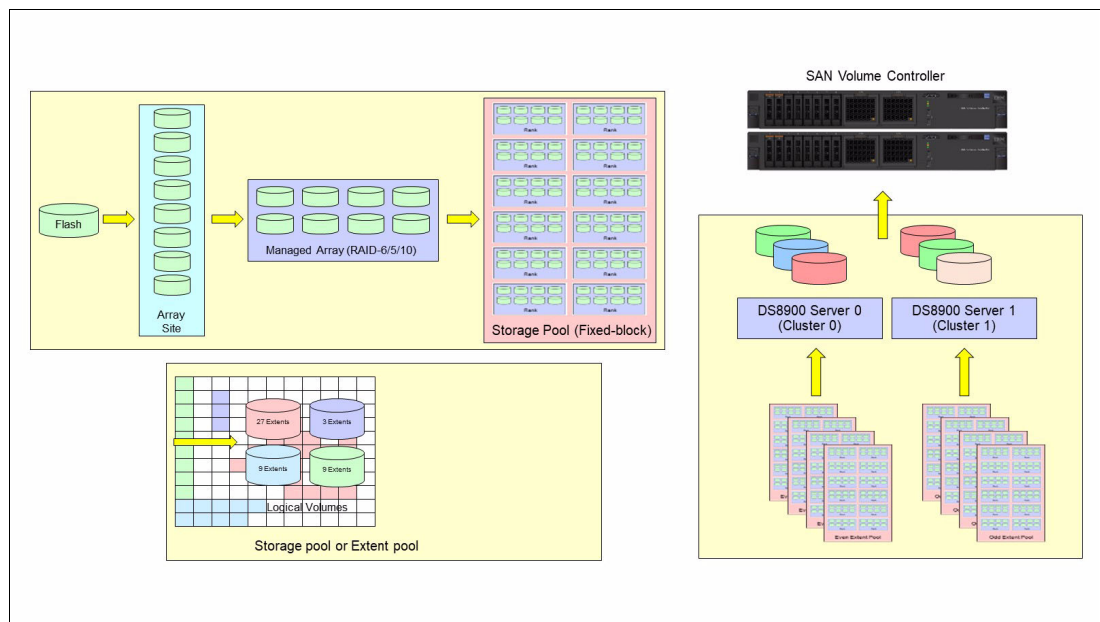 SAN Volume Controller
Flash
Array
Site
Managed Array (RAID-6/5/10)
Rank
Rank
Rank
Rank
Rank
Rank
Rank
Rank
Rank
Rank
Rank
Rank
Storage Pool (Fixed-block)
DS8900 Server 0
(Cluster 0)
DS8900 Server 1
(Cluster 1)
27 Extents
3 Extents
9 Extents
9 Extents
Logical Volumes
Storage pool or Extent pool
Even Extent Pool
Odd Extent Pool